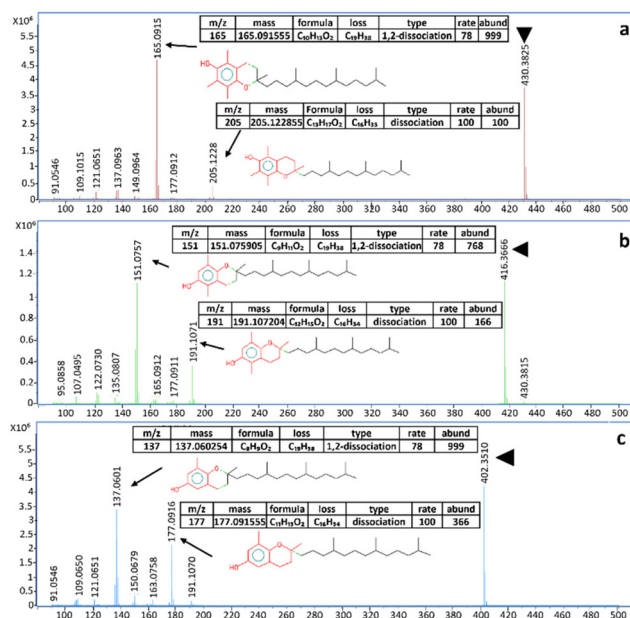 a
X10⁶
5
4.5
4
3.5
3
2.5
2
1.5
1
0.5
0
m/z mass formula loss type rate abund
165 165.091555 C₁₀H₁₃O₂ C₁₉H₃₈ 1,2-dissociation 78 999
165.0915
430.3825
HO
O
m/z mass Formula loss type rate abund
205 205.122855 C₁₃H₁₇O₂ C₁₆H₃₃ dissociation 100 100
HO
O
91.0546
109.1015
121.0651
137.0963
149.0964
177.0912
205.1228
100 120 140 160 180 200 220 240 260 280 300 320 340 360 380 400 420 440 460 480 500
b
X10⁶
1.4
1.2
1
0.8
0.6
0.4
0.2
0
m/z mass formula loss type rate abund
151 151.075905 C₉H₁₁O₂ C₁₉H₃₈ 1,2-dissociation 78 768
151.0757
416.3666
HO
O
m/z mass formula loss type rate abund
191 191.107204 C₁₂H₁₅O₂ C₁₆H₃₄ dissociation 100 166
HO
O
95.0858
107.0495
122.0730
135.0807
165.0912
177.0911
191.1071
430.3815
100 120 140 160 180 200 220 240 260 280 300 320 340 360 380 400 420 440 460 480 500
c
X10⁶
5
4.5
4
3.5
3
2.5
2
1.5
1
0.5
0
m/z mass formula loss type rate abund
137 137.060254 C₈H₉O₂ C₁₉H₃₈ 1,2-dissociation 78 999
137.0601
402.3510
HO
O
m/z mass formula loss type rate abund
177 177.091555 C₁₁H₁₃O₂ C₁₆H₃₄ dissociation 100 366
HO
O
91.0546
109.0650
121.0651
150.0679
163.0758
177.0916
191.1070
100 120 140 160 180 200 220 240 260 280 300 320 340 360 380 400 420 440 460 480 500